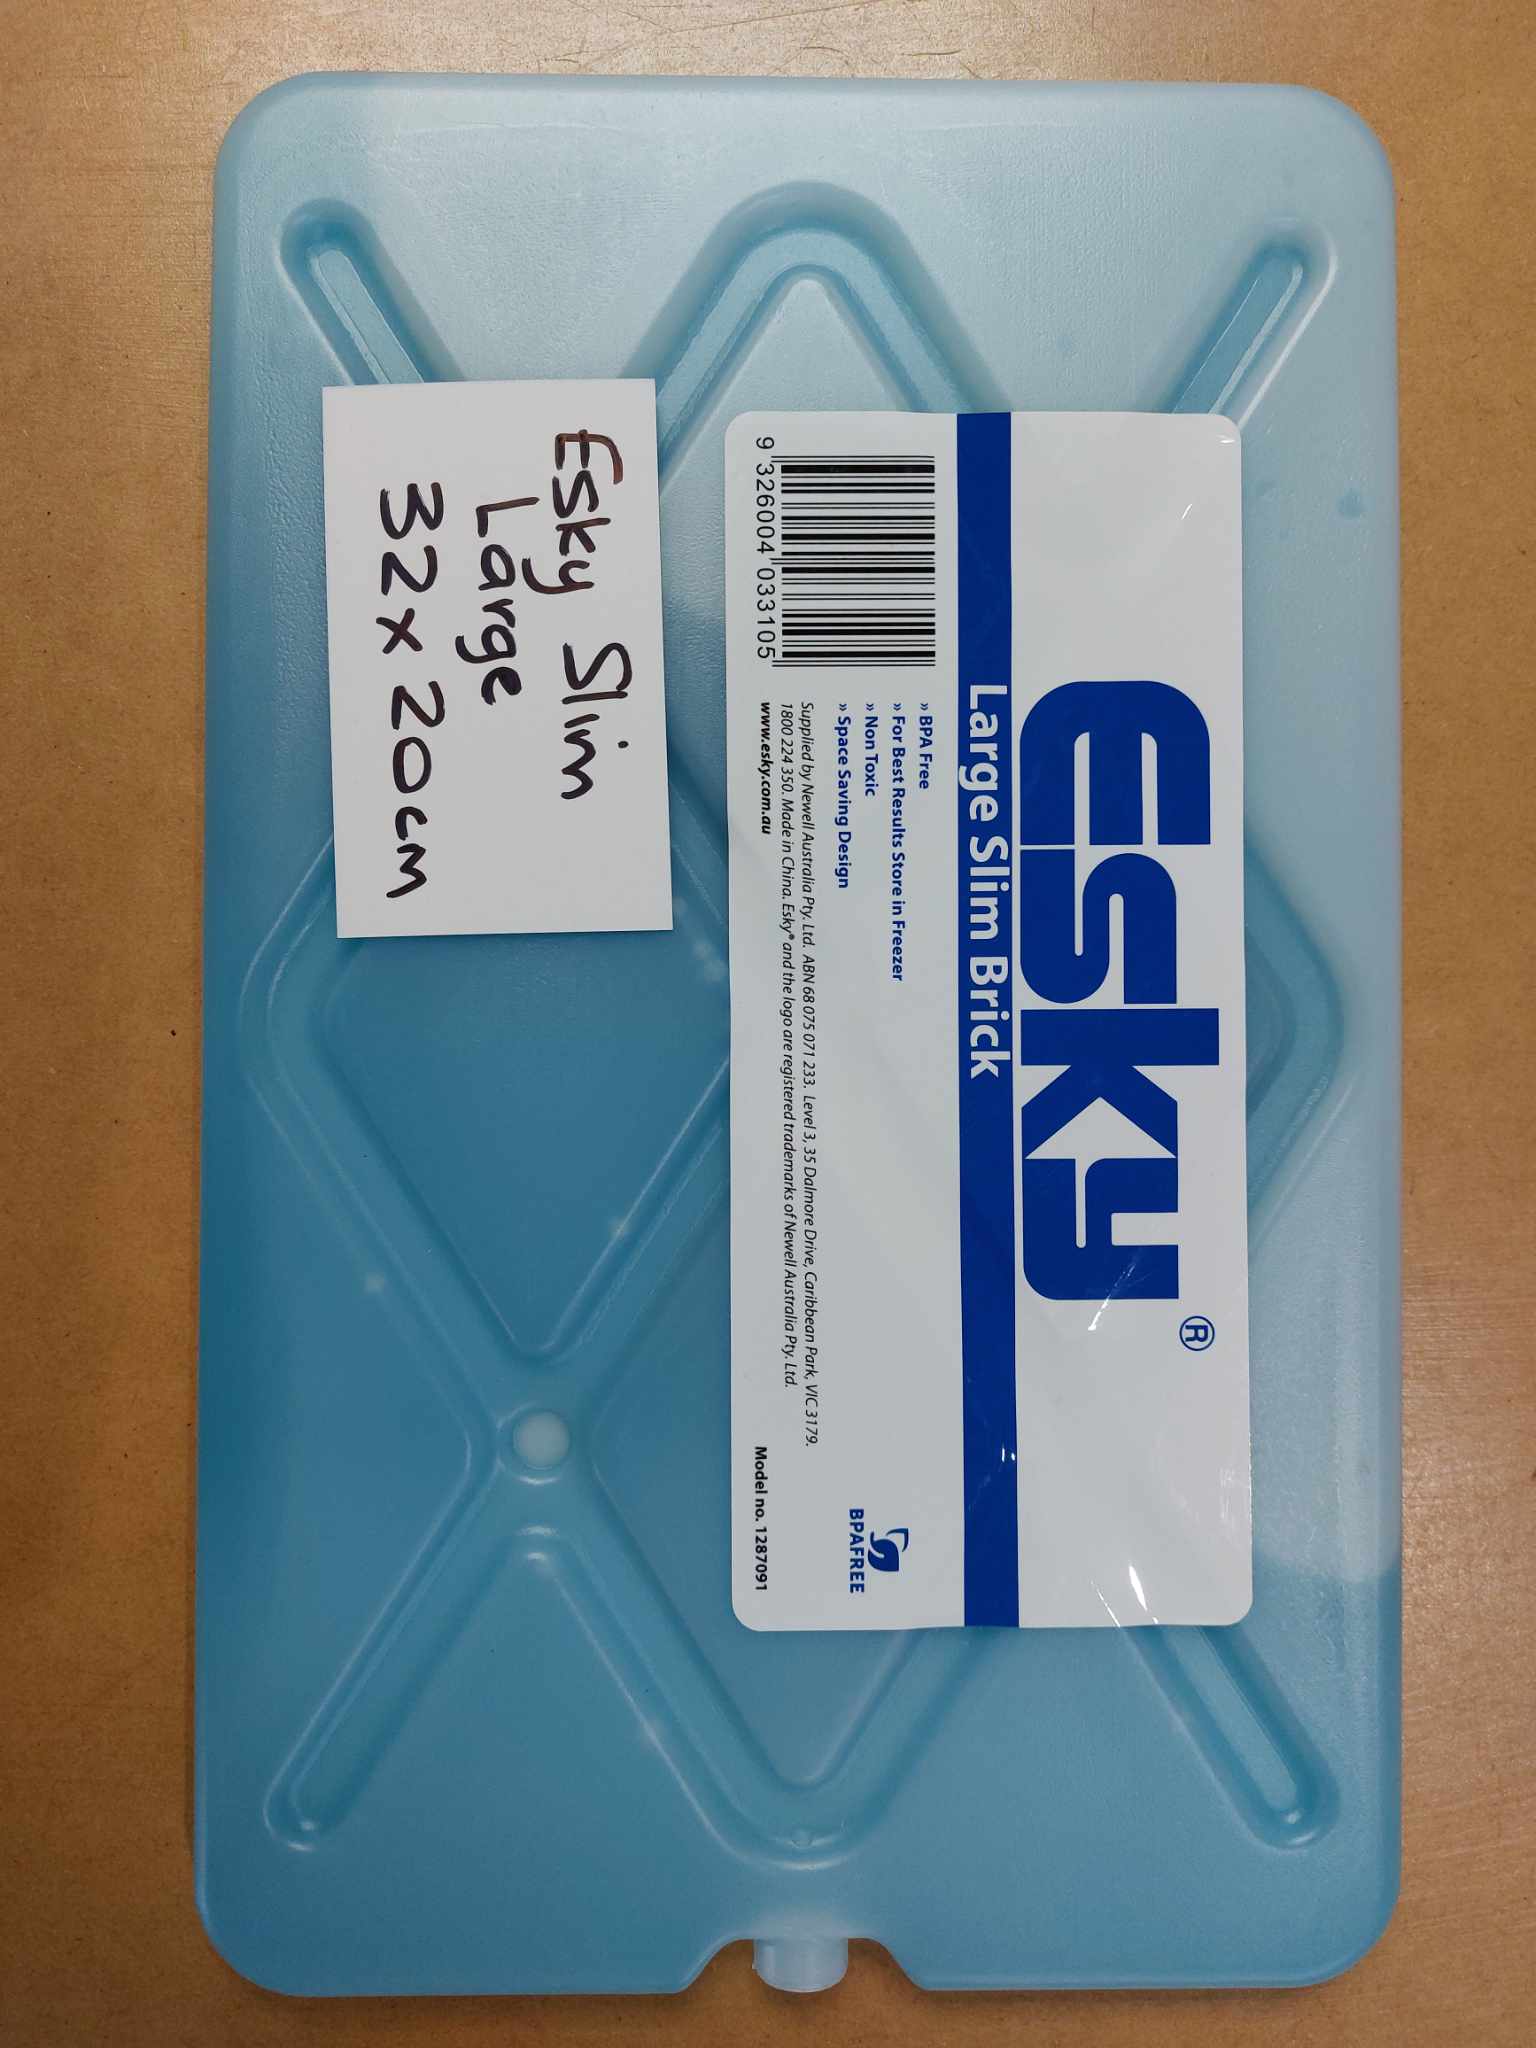 Esky Slim
Large
32 x 20cm
Esky®
Large Slim Brick
» BPA Free
» For Best Results Store in Freezer
» Non Toxic
» Space Saving Design
BPAFREE
Supplied by Newell Australia Pty. Ltd. ABN 68 075 071 233. Level 3, 35 Dalmore Drive, Caribbean Park, VIC 3179.
1800 224 350. Made in China. Esky® and the logo are registered trademarks of Newell Australia Pty. Ltd.
www.esky.com.au
Model no. 1287091
9 326004 033105